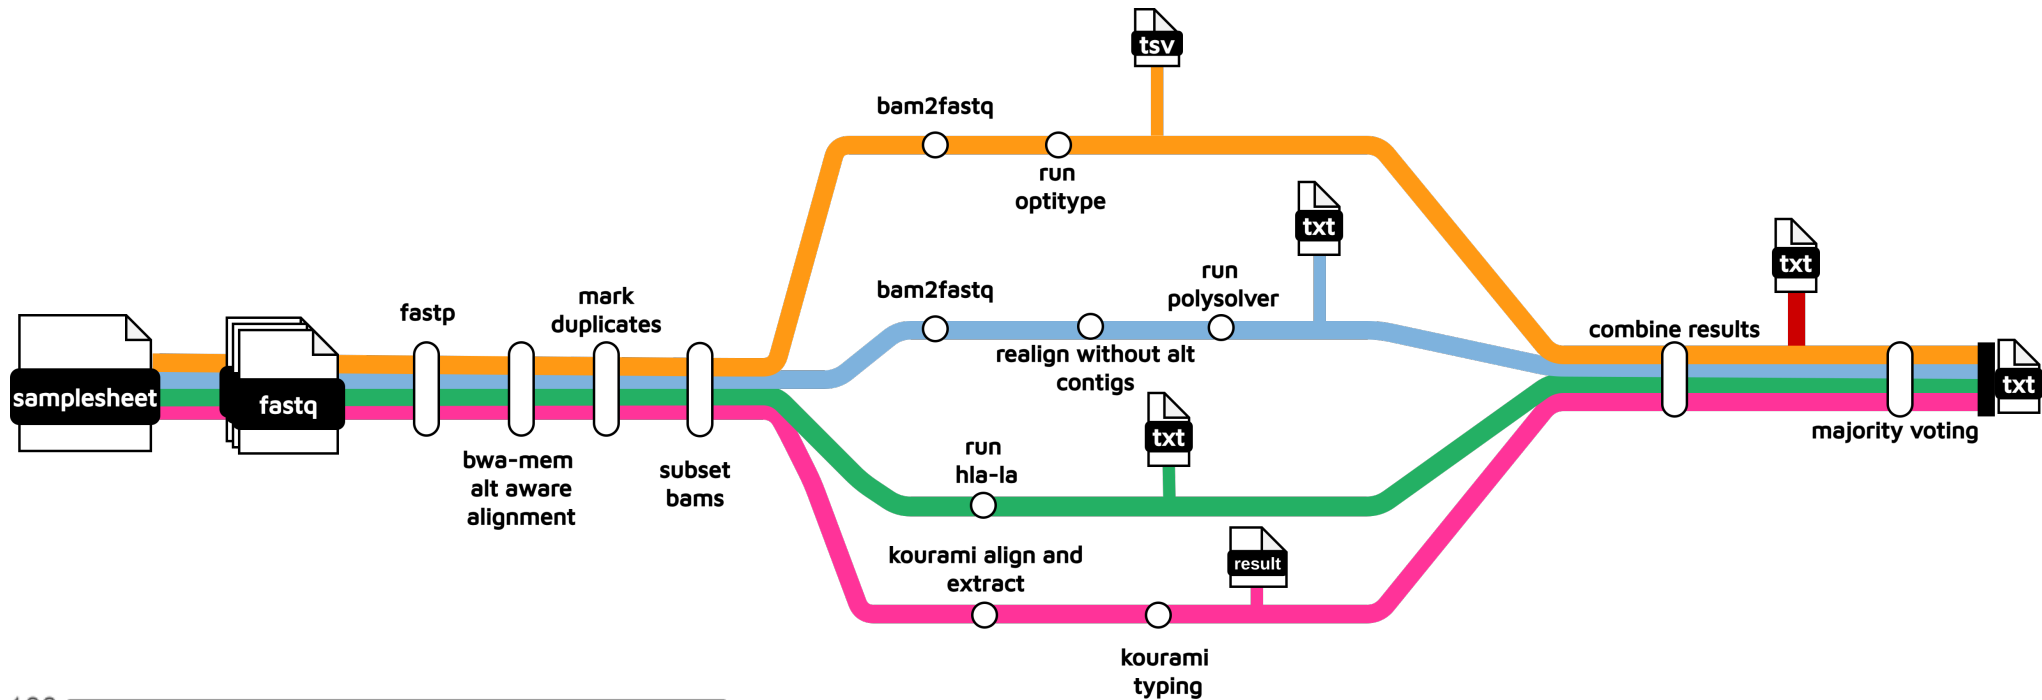 tsv
bam2fastq
run
optitype
txt
bam2fastq
run
polysolver
realign without alt
contigs
txt
mark
duplicates
fastp
combine results
samplesheet
fastq
txt
majority voting
bwa-mem
alt aware
alignment
subset
bams
txt
run
hla-la
kourami align and
extract
result
kourami
typing